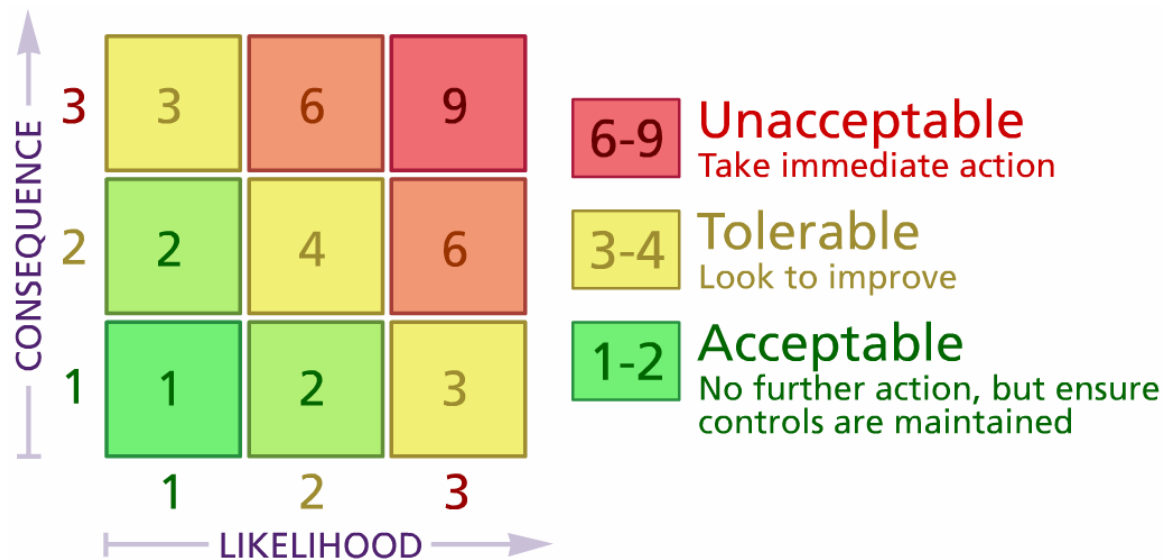 CONSEQUENCE
3 3 6 9
2 2 4 6
1 1 2 3
1 2 3
LIKELIHOOD
6-9 Unacceptable
Take immediate action
3-4 Tolerable
Look to improve
1-2 Acceptable
No further action, but ensure
controls are maintained